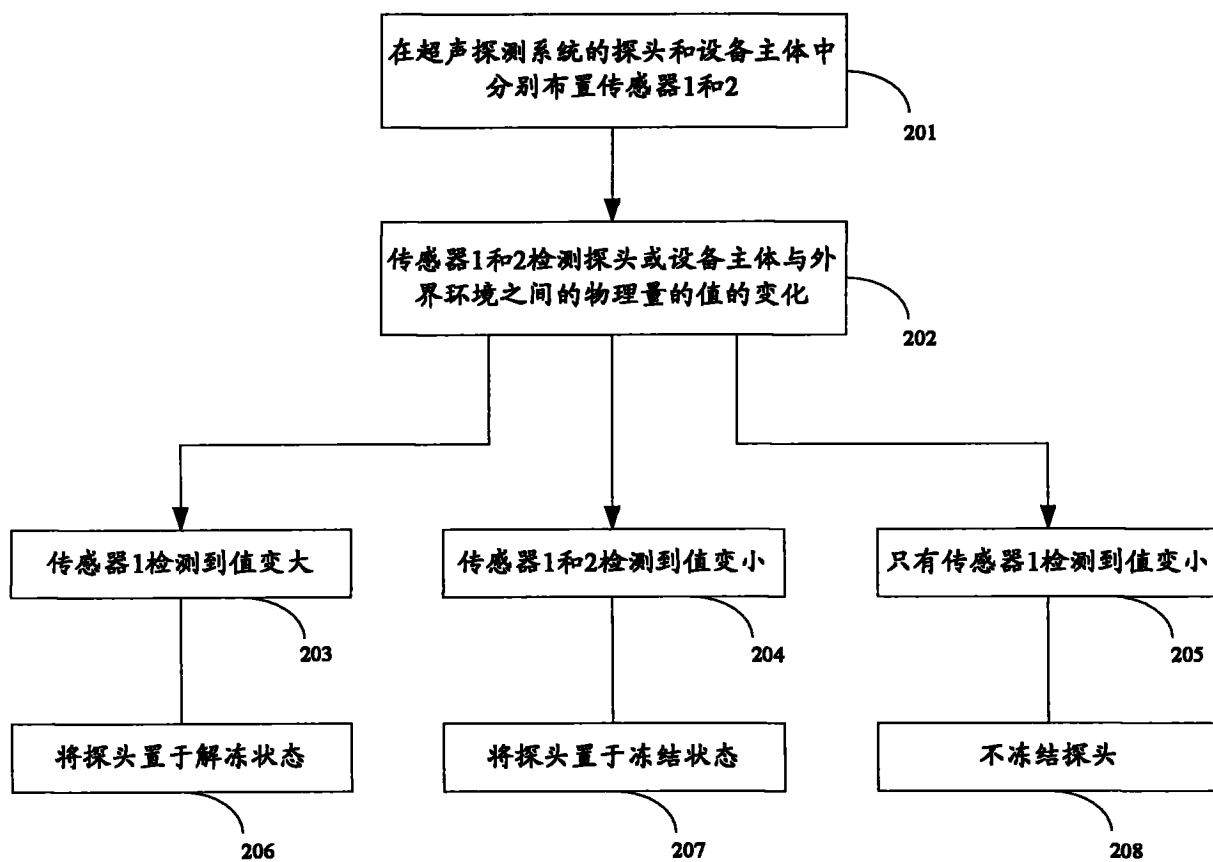 在超声探测系统的探头和设备主体中
分别布置传感器1和2
201
传感器1和2检测探头或设备主体与外
界环境之间的物理量的值的变化
202
传感器1检测到值变大
203
传感器1和2检测到值变小
204
只有传感器1检测到值变小
205
将探头置于解冻状态
206
将探头置于冻结状态
207
不冻结探头
208